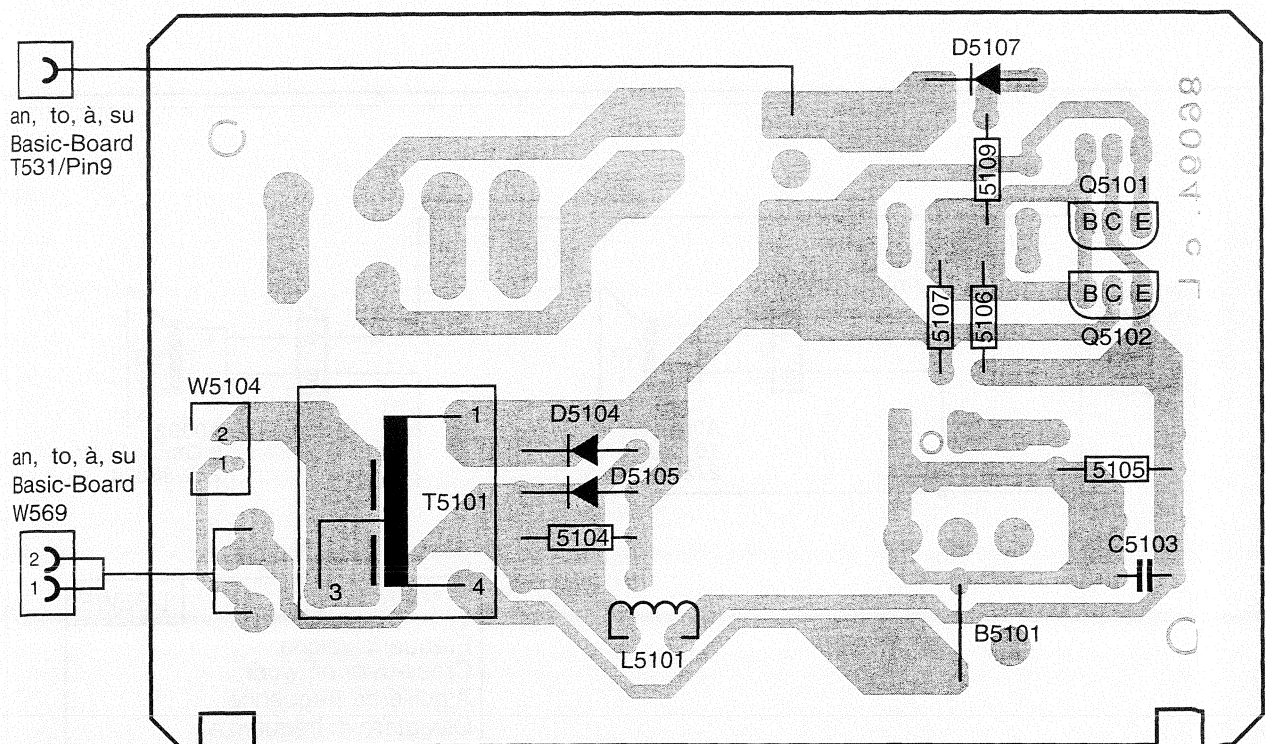 D5107
an, to, à, su
Basic-Board
T531/Pin9
5109
Q5101
B C E
B C E
Q5102
5107
5106
W5104
2
1
1
D5104
D5105
T5101
5104
3
4
an, to, à, su
Basic-Board
W569
2
1
5105
C5103
B5101
L5101